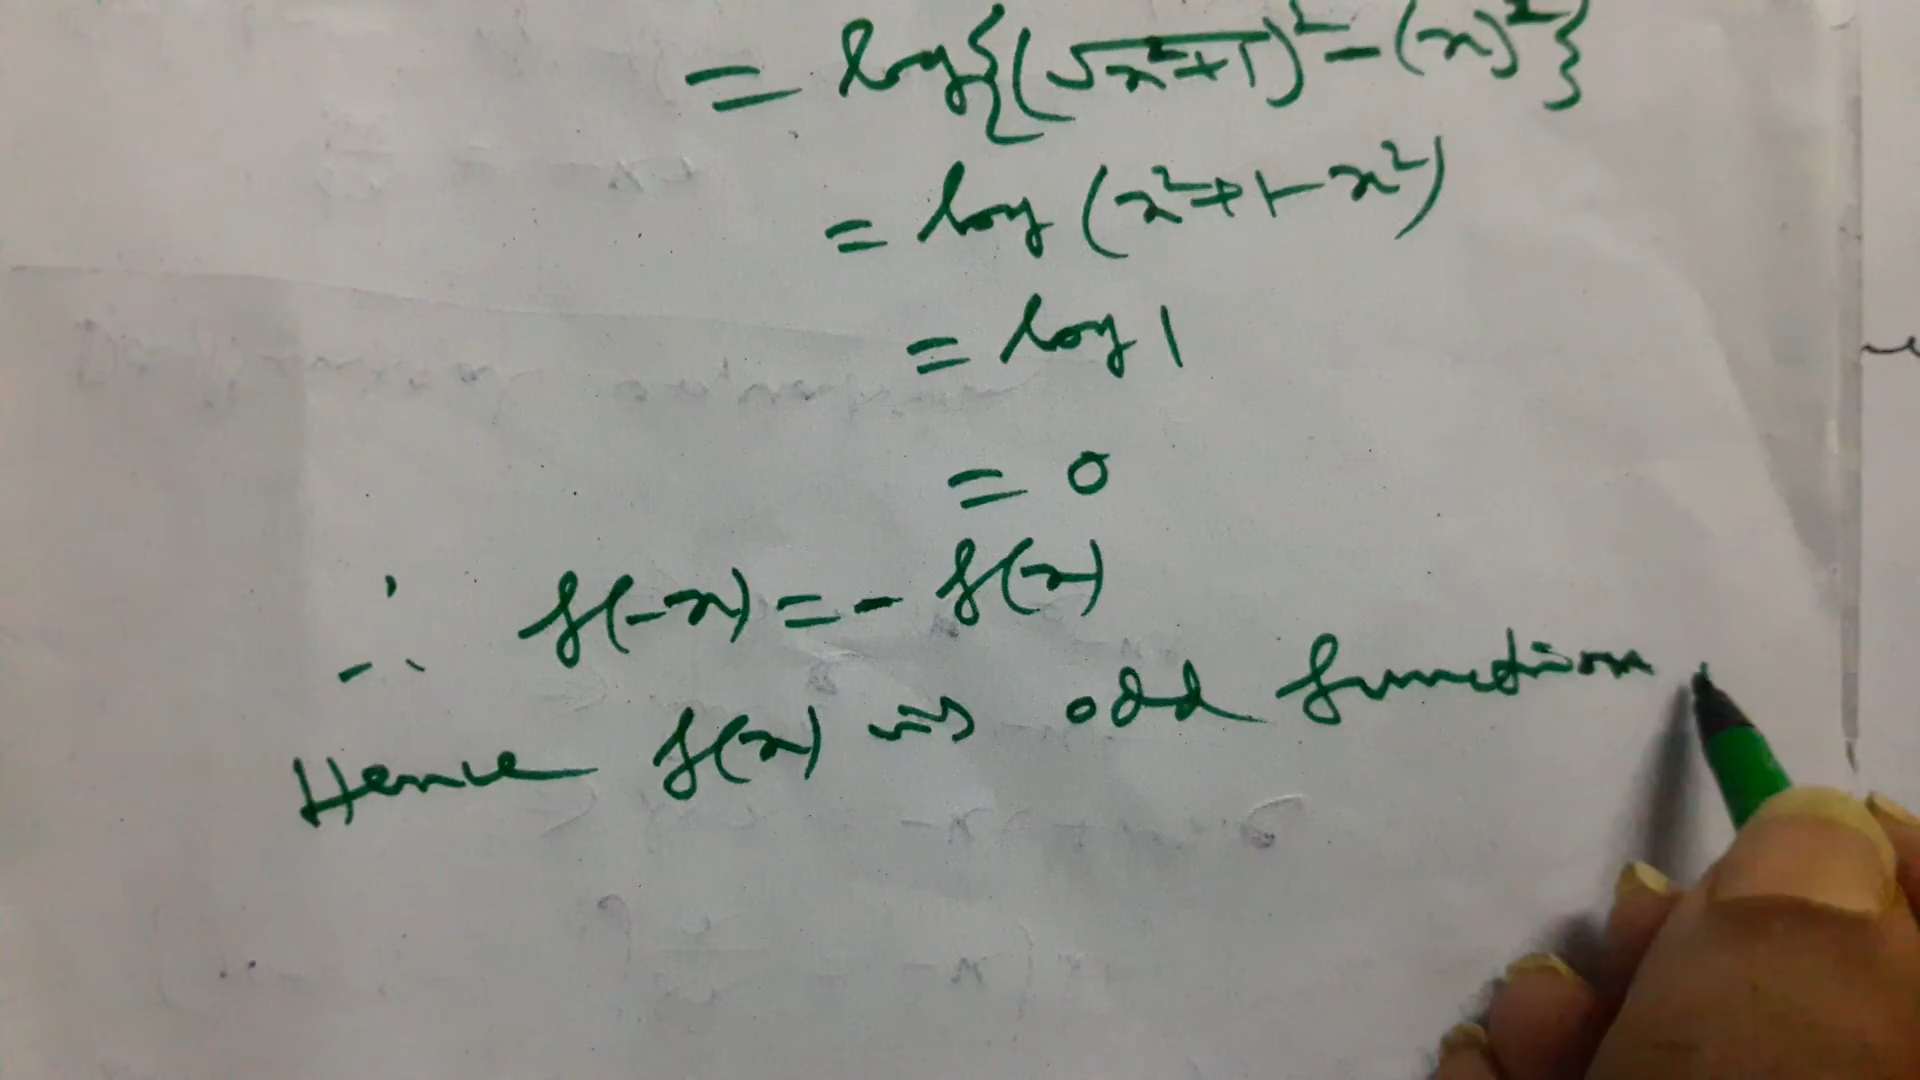 = log{(√x²+1)² - (x)²}
= log (x²+1-x²)
= log 1
= 0
∴ f(-x) = - f(x)
Hence f(x) is odd function